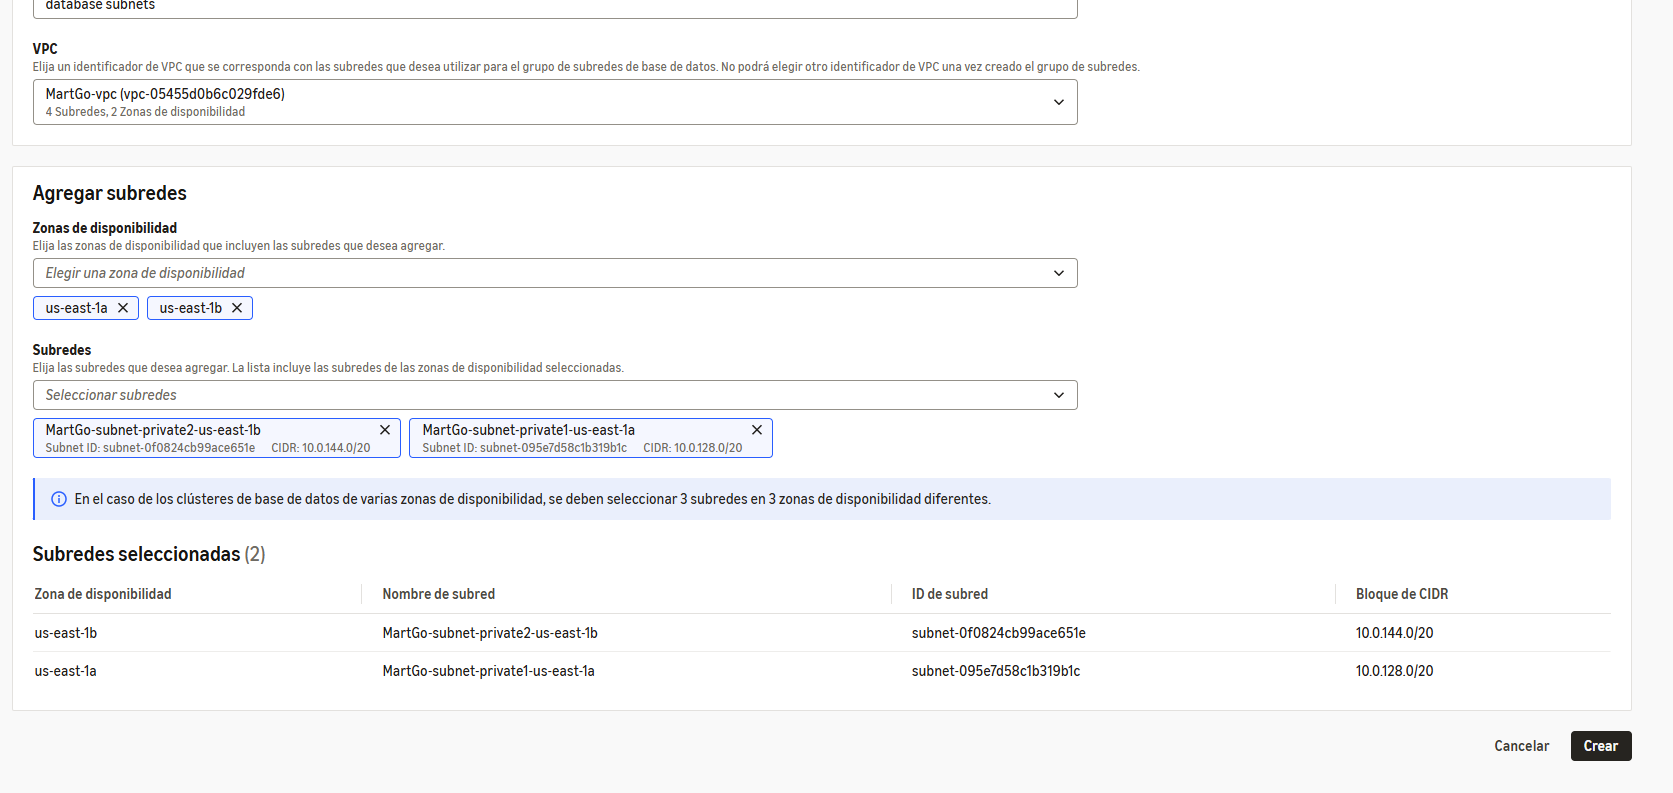 database subnets
VPC
Elija un identificador de VPC que se corresponda con las subredes que desea utilizar para el grupo de subredes de base de datos. No podrá elegir otro identificador de VPC una vez creado el grupo de subredes.
MartGo-vpc (vpc-05455d0b6c029fde6)
4 Subredes, 2 Zonas de disponibilidad
Agregar subredes
Zonas de disponibilidad
Elija las zonas de disponibilidad que incluyen las subredes que desea agregar.
Elegir una zona de disponibilidad
us-east-1a us-east-1b
Subredes
Elija las subredes que desea agregar. La lista incluye las subredes de las zonas de disponibilidad seleccionadas.
Seleccionar subredes
MartGo-subnet-private2-us-east-1b MartGo-subnet-private1-us-east-1a
Subnet ID: subnet-0f0824cb99ace651e CIDR: 10.0.144.0/20 Subnet ID: subnet-095e7d58c1b319b1c CIDR: 10.0.128.0/20
En el caso de los clústeres de base de datos de varias zonas de disponibilidad, se deben seleccionar 3 subredes en 3 zonas de disponibilidad diferentes.
Subredes seleccionadas (2)
Zona de disponibilidad Nombre de subred ID de subred Bloque de CIDR
us-east-1b MartGo-subnet-private2-us-east-1b subnet-0f0824cb99ace651e 10.0.144.0/20
us-east-1a MartGo-subnet-private1-us-east-1a subnet-095e7d58c1b319b1c 10.0.128.0/20
Cancelar Crear